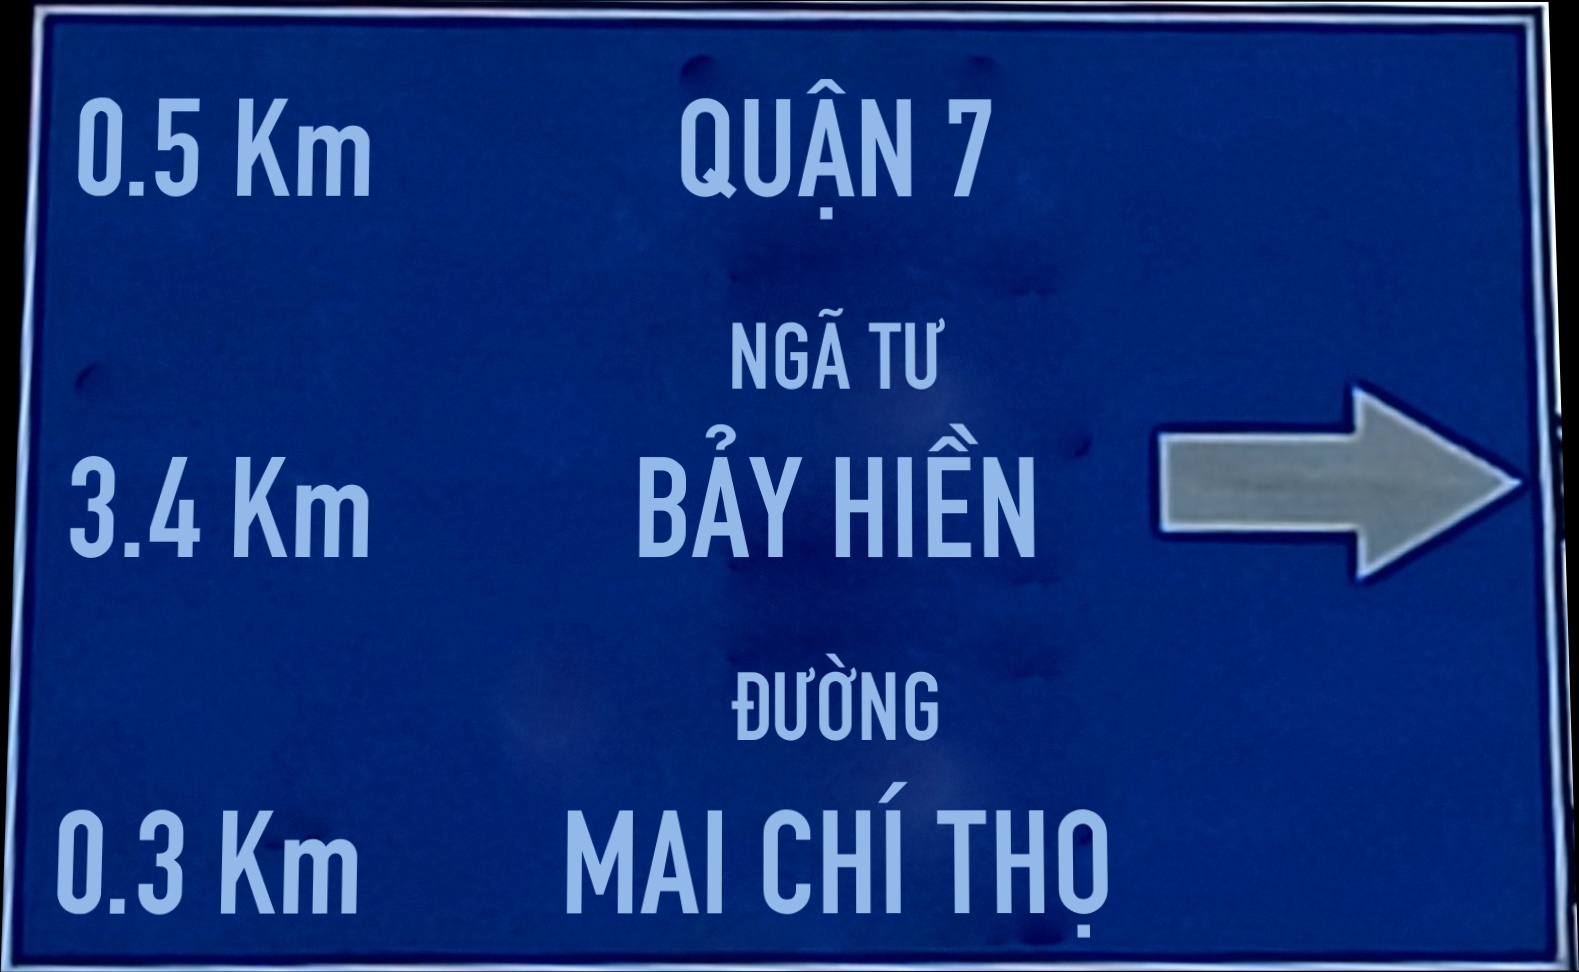 0.5 Km QUẬN 7
NGÃ TƯ
3.4 Km BẢY HIỀN
ĐƯỜNG
0.3 Km MAI CHÍ THỌ